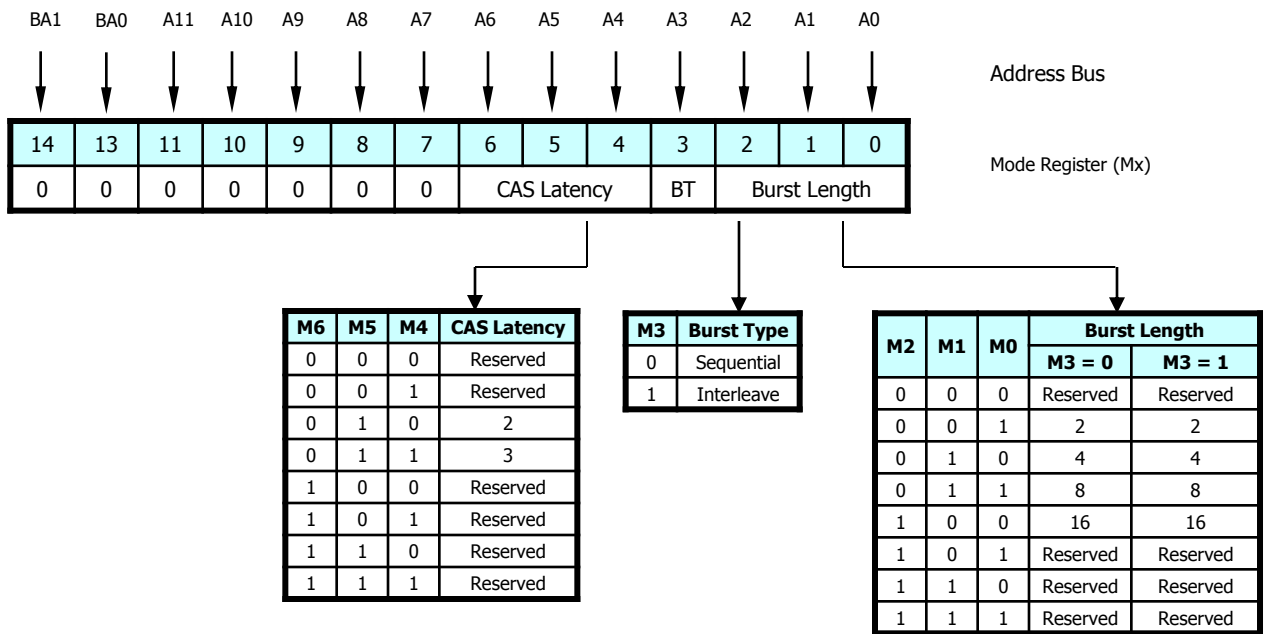 BA1 BA0 A11 A10 A9 A8 A7 A6 A5 A4 A3 A2 A1 A0
Address Bus
14 13 11 10 9 8 7 6 5 4 3 2 1 0
Mode Register (Mx)
0 0 0 0 0 0 0 CAS Latency BT Burst Length
M6 M5 M4 CAS Latency
0 0 0 Reserved
0 0 1 Reserved
0 1 0 2
0 1 1 3
1 0 0 Reserved
1 0 1 Reserved
1 1 0 Reserved
1 1 1 Reserved
M3 Burst Type
0 Sequential
1 Interleave
M2 M1 M0 Burst Length
M3 = 0 M3 = 1
0 0 0 Reserved Reserved
0 0 1 2 2
0 1 0 4 4
0 1 1 8 8
1 0 0 16 16
1 0 1 Reserved Reserved
1 1 0 Reserved Reserved
1 1 1 Reserved Reserved